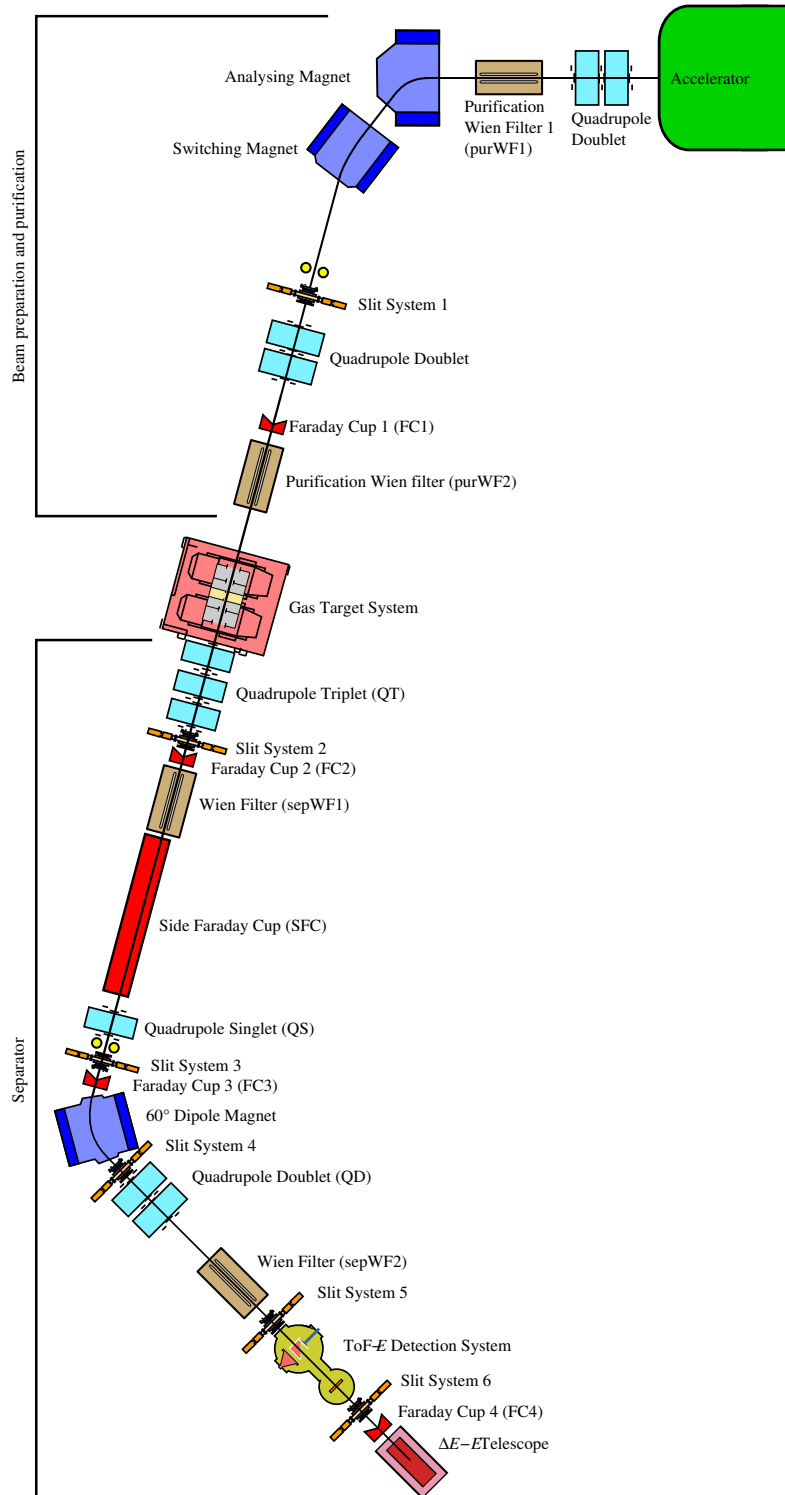 Analysing Magnet
Accelerator
Purification
Wien Filter 1
(purWF1)
Quadrupole
Doublet
Switching Magnet
Beam preparation and purification
Slit System 1
Quadrupole Doublet
Faraday Cup 1 (FC1)
Purification Wien filter (purWF2)
Gas Target System
Quadrupole Triplet (QT)
Slit System 2
Faraday Cup 2 (FC2)
Wien Filter (sepWF1)
Side Faraday Cup (SFC)
Quadrupole Singlet (QS)
Separator
Slit System 3
Faraday Cup 3 (FC3)
60° Dipole Magnet
Slit System 4
Quadrupole Doublet (QD)
Wien Filter (sepWF2)
Slit System 5
ToF-E Detection System
Slit System 6
Faraday Cup 4 (FC4)
ΔE−ETelescope